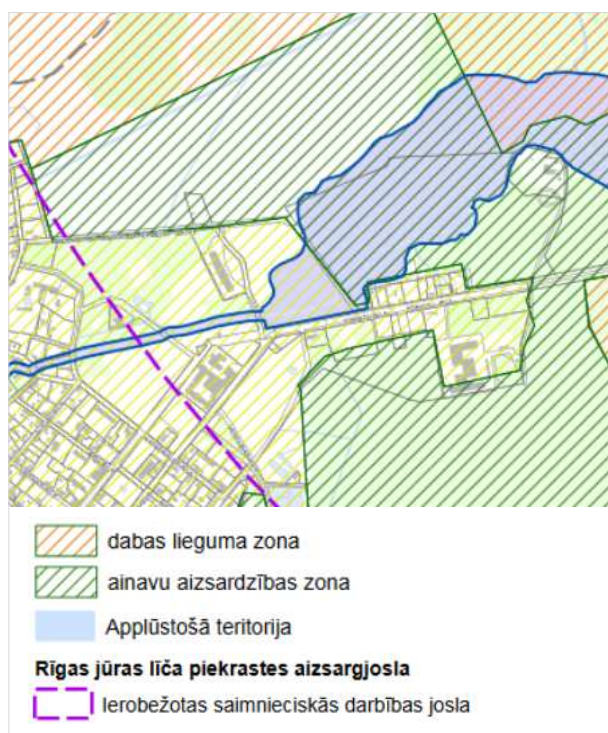 dabas lieguma zona
ainavu aizsardzības zona
Applūstošā teritorija
Rīgas jūras līča piekrastes aizsargjosla
Ierobežotas saimnieciskās darbības josla